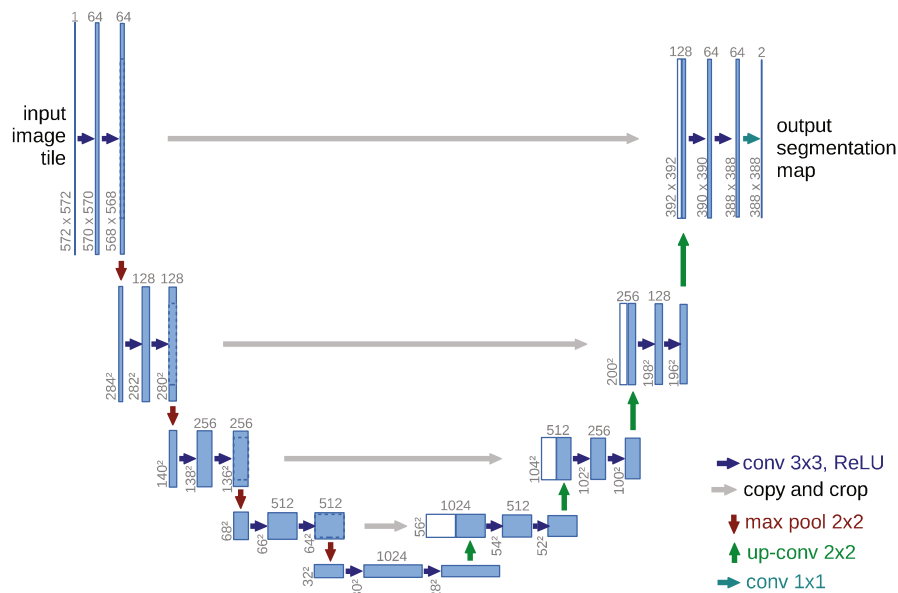 1 64 64
input
image
tile
572 x 572
570 x 570
568 x 568
128 64 64 2
output
segmentation
map
392 x 392
390 x 390
388 x 388
388 x 388
128 128
284²
282²
280²
256 128
200²
198²
196²
256 256
140²
138²
136²
512 256
104²
102²
100²
512 512
68²
66²
64²
1024 512
56²
54²
52²
1024
32²
conv 3x3, ReLU
copy and crop
max pool 2x2
up-conv 2x2
conv 1x1